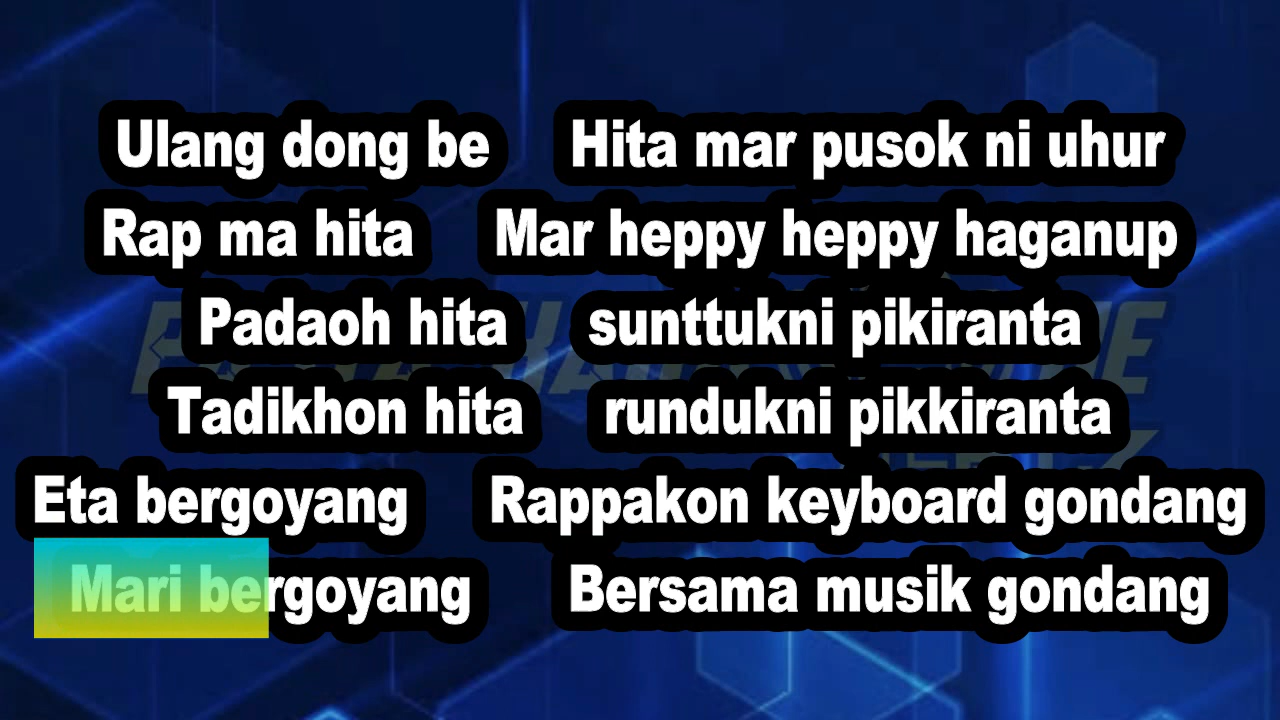 Ulang dong be Hita mar pusok ni uhur
Rap ma hita Mar heppy heppy haganup
Padaoh hita sunttukni pikiranta
Tadikhon hita rundukni pikkiranta
Eta bergoyang Rappakon keyboard gondang
Mari bergoyang Bersama musik gondang